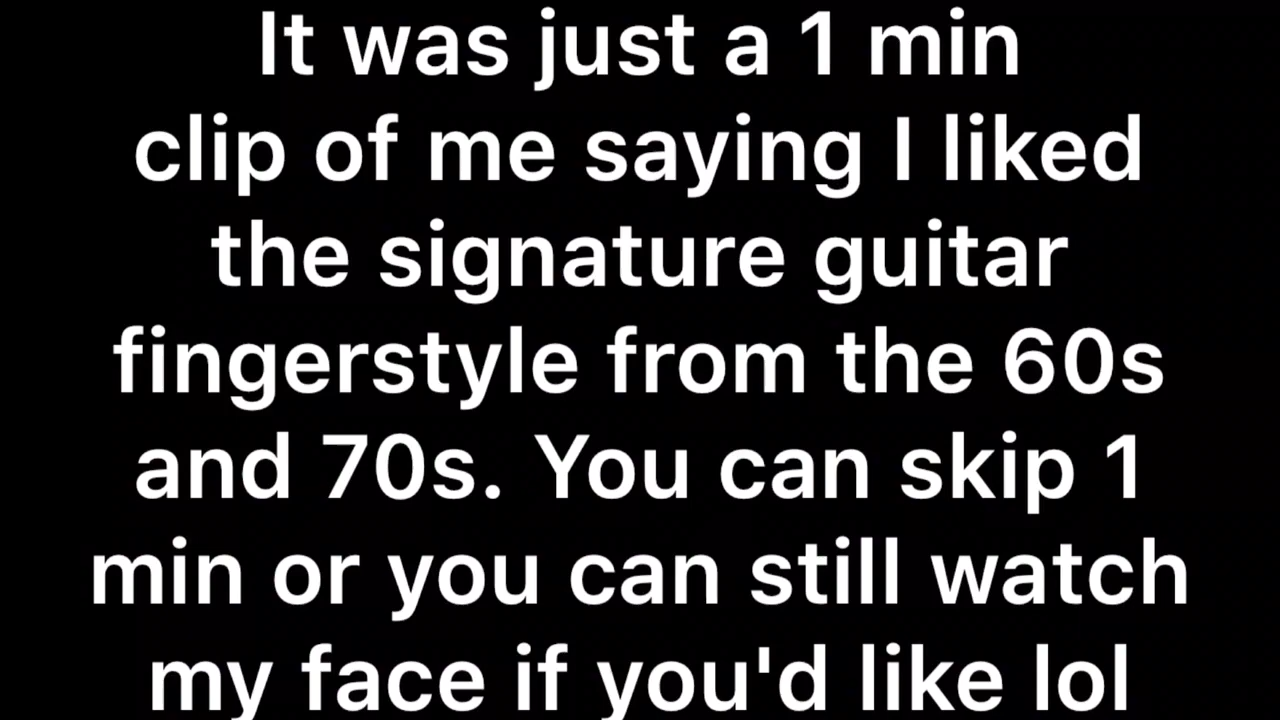 It was just a 1 min
clip of me saying I liked
the signature guitar
fingerstyle from the 60s
and 70s. You can skip 1
min or you can still watch
my face if you'd like lol